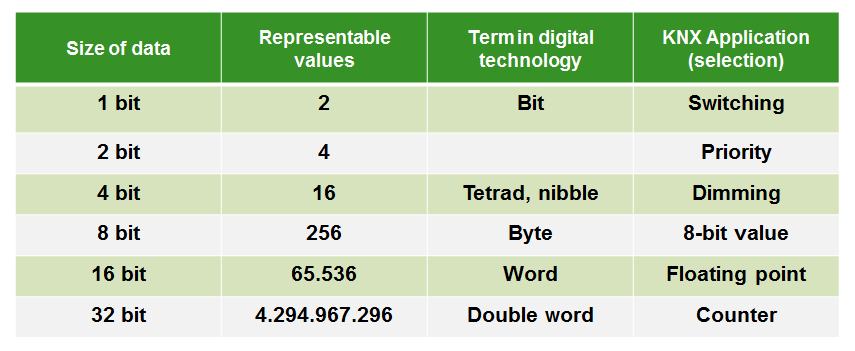 Size of data Representable values Term in digital technology KNX Application (selection)
1 bit 2 Bit Switching
2 bit 4 Priority
4 bit 16 Tetrad, nibble Dimming
8 bit 256 Byte 8-bit value
16 bit 65.536 Word Floating point
32 bit 4.294.967.296 Double word Counter